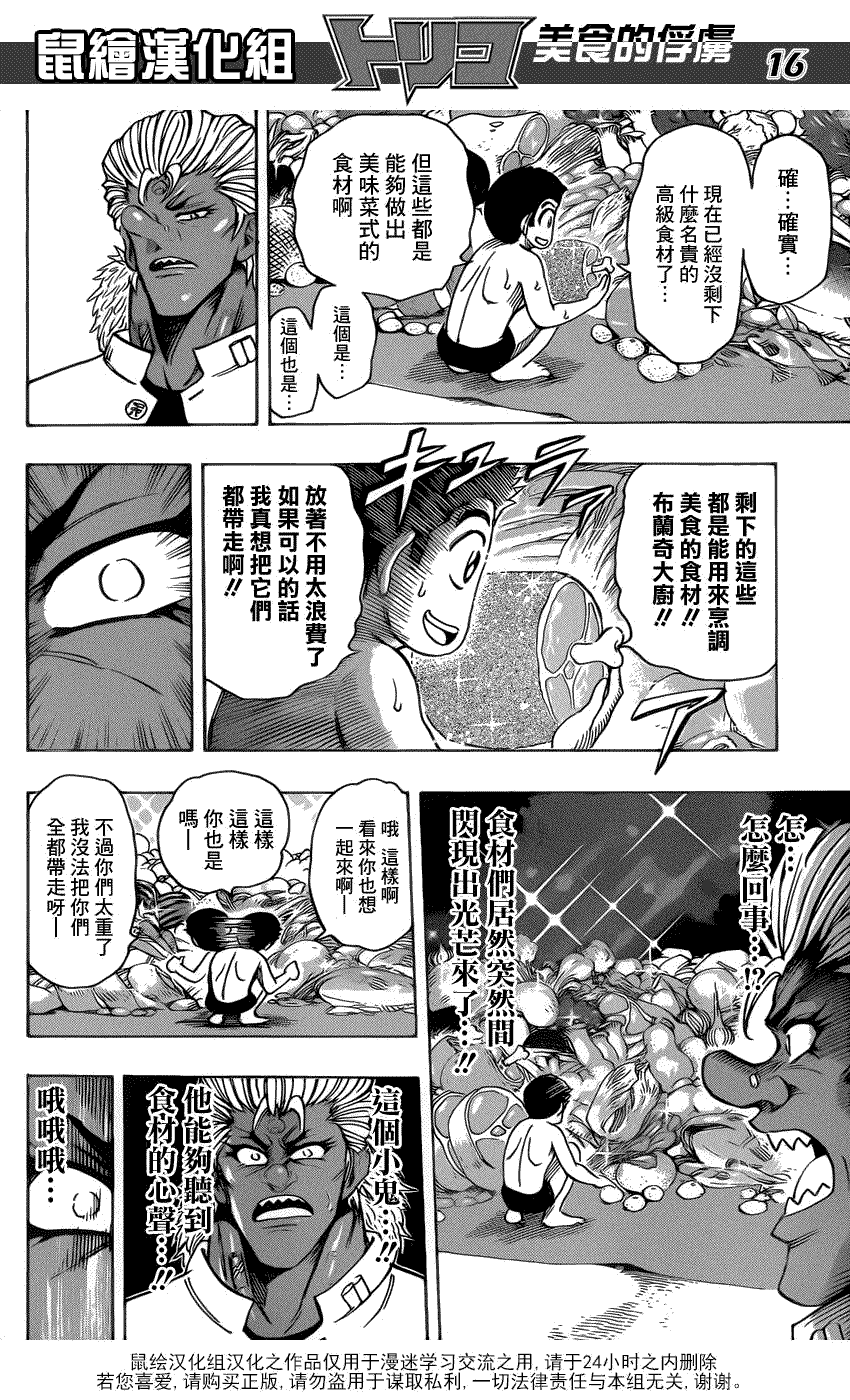 鼠繪漢化組
トリコ
美食的俘虜
16
確…確實…
現在已經沒剩下
什麼名貴的
高級食材了…
但這些都是
能夠做出
美味菜式的
食材啊
這個是…
這個也是…
剩下的這些
都是能用來烹調
美食的食材!!
布蘭奇大廚!!
キュラァ
放著不用太浪費了
如果可以的話
我真想把它們
都帶走啊!!
怎…
怎麼回事…!?
食材們居然突然間
閃現出光芒來了…!!
哦 這樣啊
看來你也想
一起來啊ー
這樣
這樣
你也是
嗎ー
不過你們太重了
我沒法把你們
全都帶走呀ー
這個小鬼…!!
他能夠聽到
食材的心聲…!!
哦哦哦…
鼠绘汉化组汉化之作品仅用于漫迷学习交流之用, 请于24小时之内删除
若您喜爱, 请购买正版, 请勿盗用于谋取私利, 一切法律责任与本组无关, 谢谢。